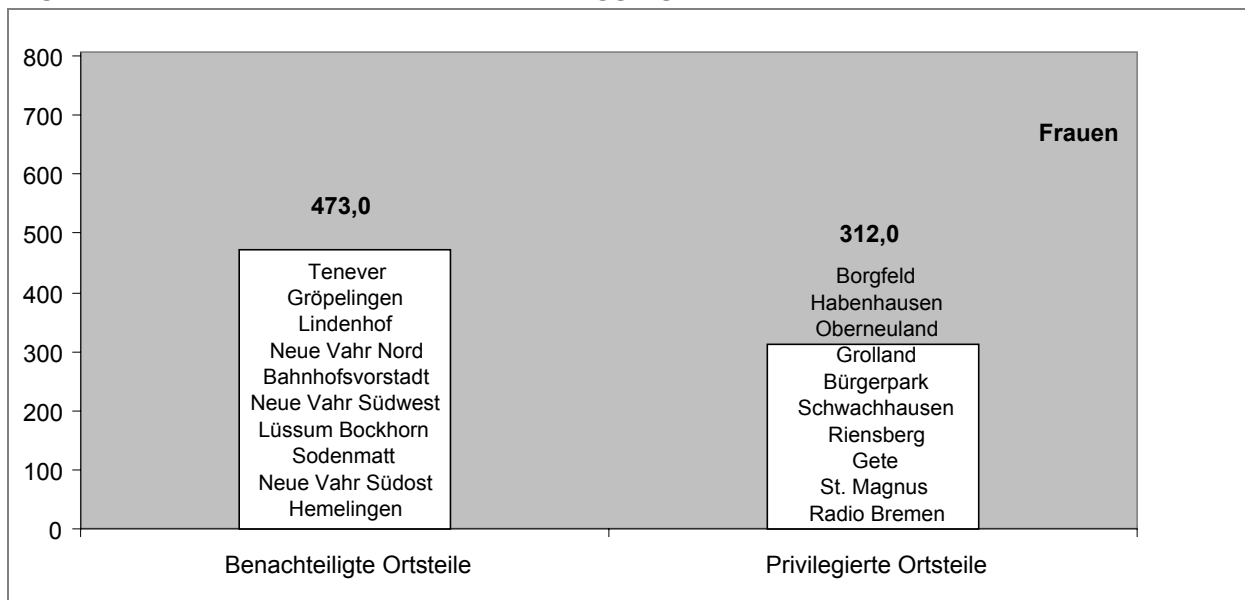 800
700
600
500
400
300
200
100
0
Frauen
473,0
Tenever
Gröpelingen
Lindenhof
Neue Vahr Nord
Bahnhofsvorstadt
Neue Vahr Südwest
Lüssum Bockhorn
Sodenmatt
Neue Vahr Südost
Hemelingen
312,0
Borgfeld
Habenhausen
Oberneuland
Grolland
Bürgerpark
Schwachhausen
Riensberg
Gete
St. Magnus
Radio Bremen
Benachteiligte Ortsteile
Privilegierte Ortsteile